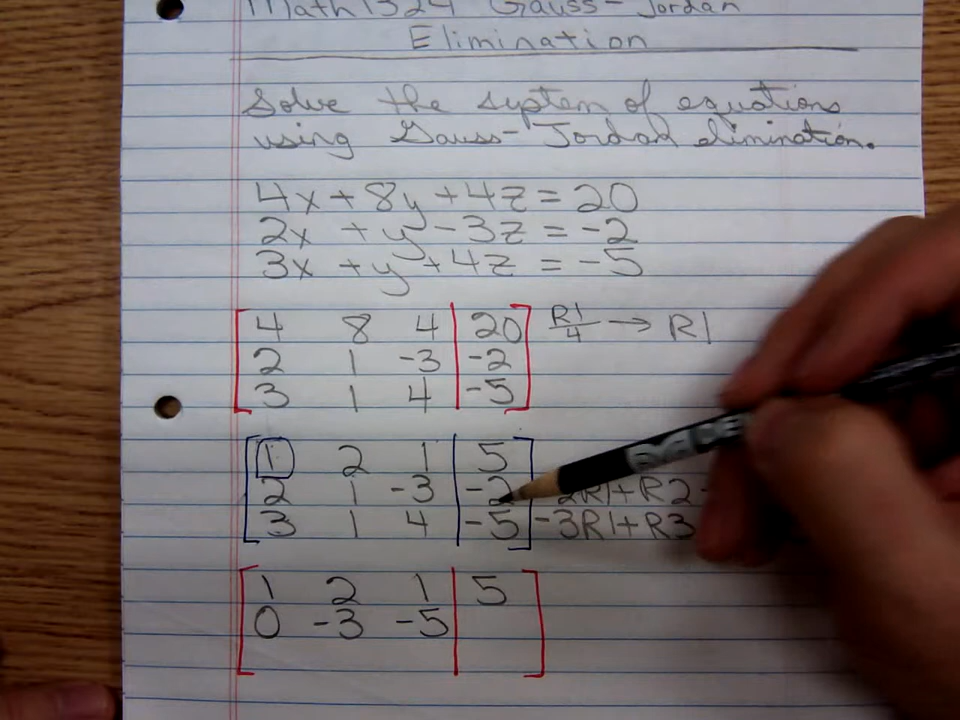 Math 1324 Gauss-Jordan
Elimination
Solve the system of equations
using Gauss-Jordan elimination.
4x + 8y + 4z = 20
2x + y - 3z = -2
3x + y + 4z = -5
4 8 4 20 R1/4 → R1
2 1 -3 -2
3 1 4 -5
1 2 1 5
2 1 -3 -2 2R1+R2
3 1 4 -5 -3R1+R3
1 2 1 5
0 -3 -5